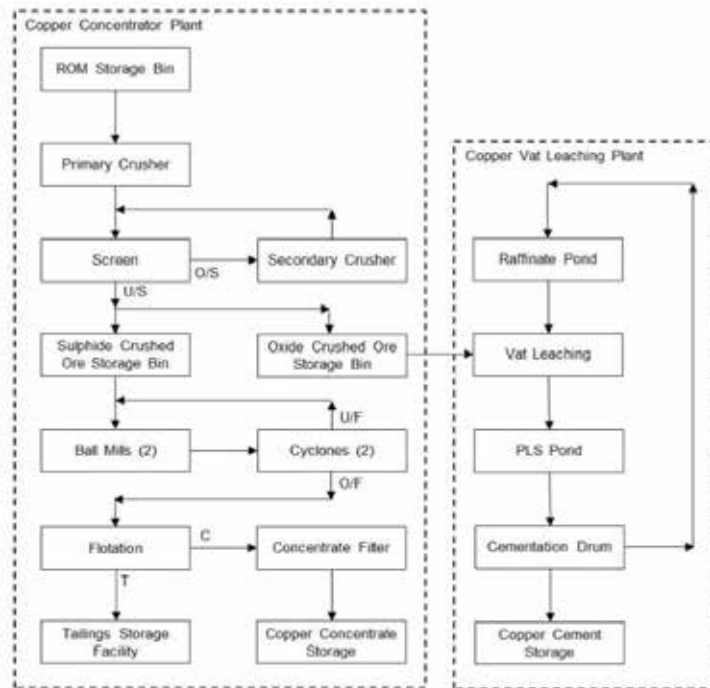 Copper Concentrator Plant
ROM Storage Bin
Primary Crusher
Screen
O/S
Secondary Crusher
U/S
Sulphide Crushed
Ore Storage Bin
Oxide Crushed Ore
Storage Bin
U/F
Ball Mills (2)
Cyclones (2)
O/F
Flotation
C
Concentrate Filter
T
Tailings Storage
Facility
Copper Concentrate
Storage
Copper Vat Leaching Plant
Raffinate Pond
Vat Leaching
PLS Pond
Cementation Drum
Copper Cement
Storage